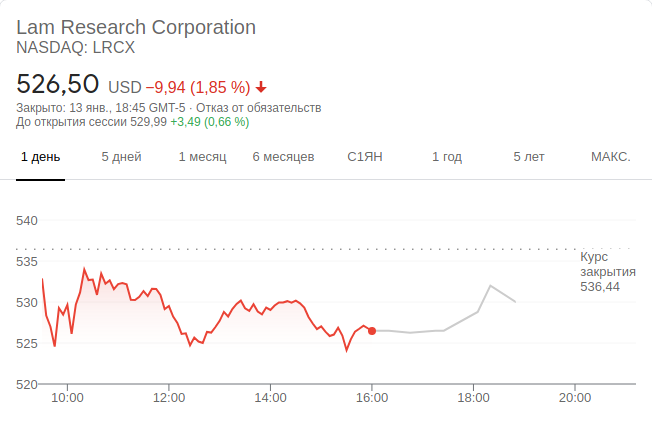 Lam Research Corporation
NASDAQ: LRCX
526,50 USD −9,94 (1,85 %)
Закрыто: 13 янв., 18:45 GMT-5 · Отказ от обязательств
До открытия сессии 529,99 +3,49 (0,66 %)
1 день 5 дней 1 месяц 6 месяцев С1ЯН 1 год 5 лет МАКС.
540
535
530
525
520
Курс
закрытия
536,44
10:00 12:00 14:00 16:00 18:00 20:00